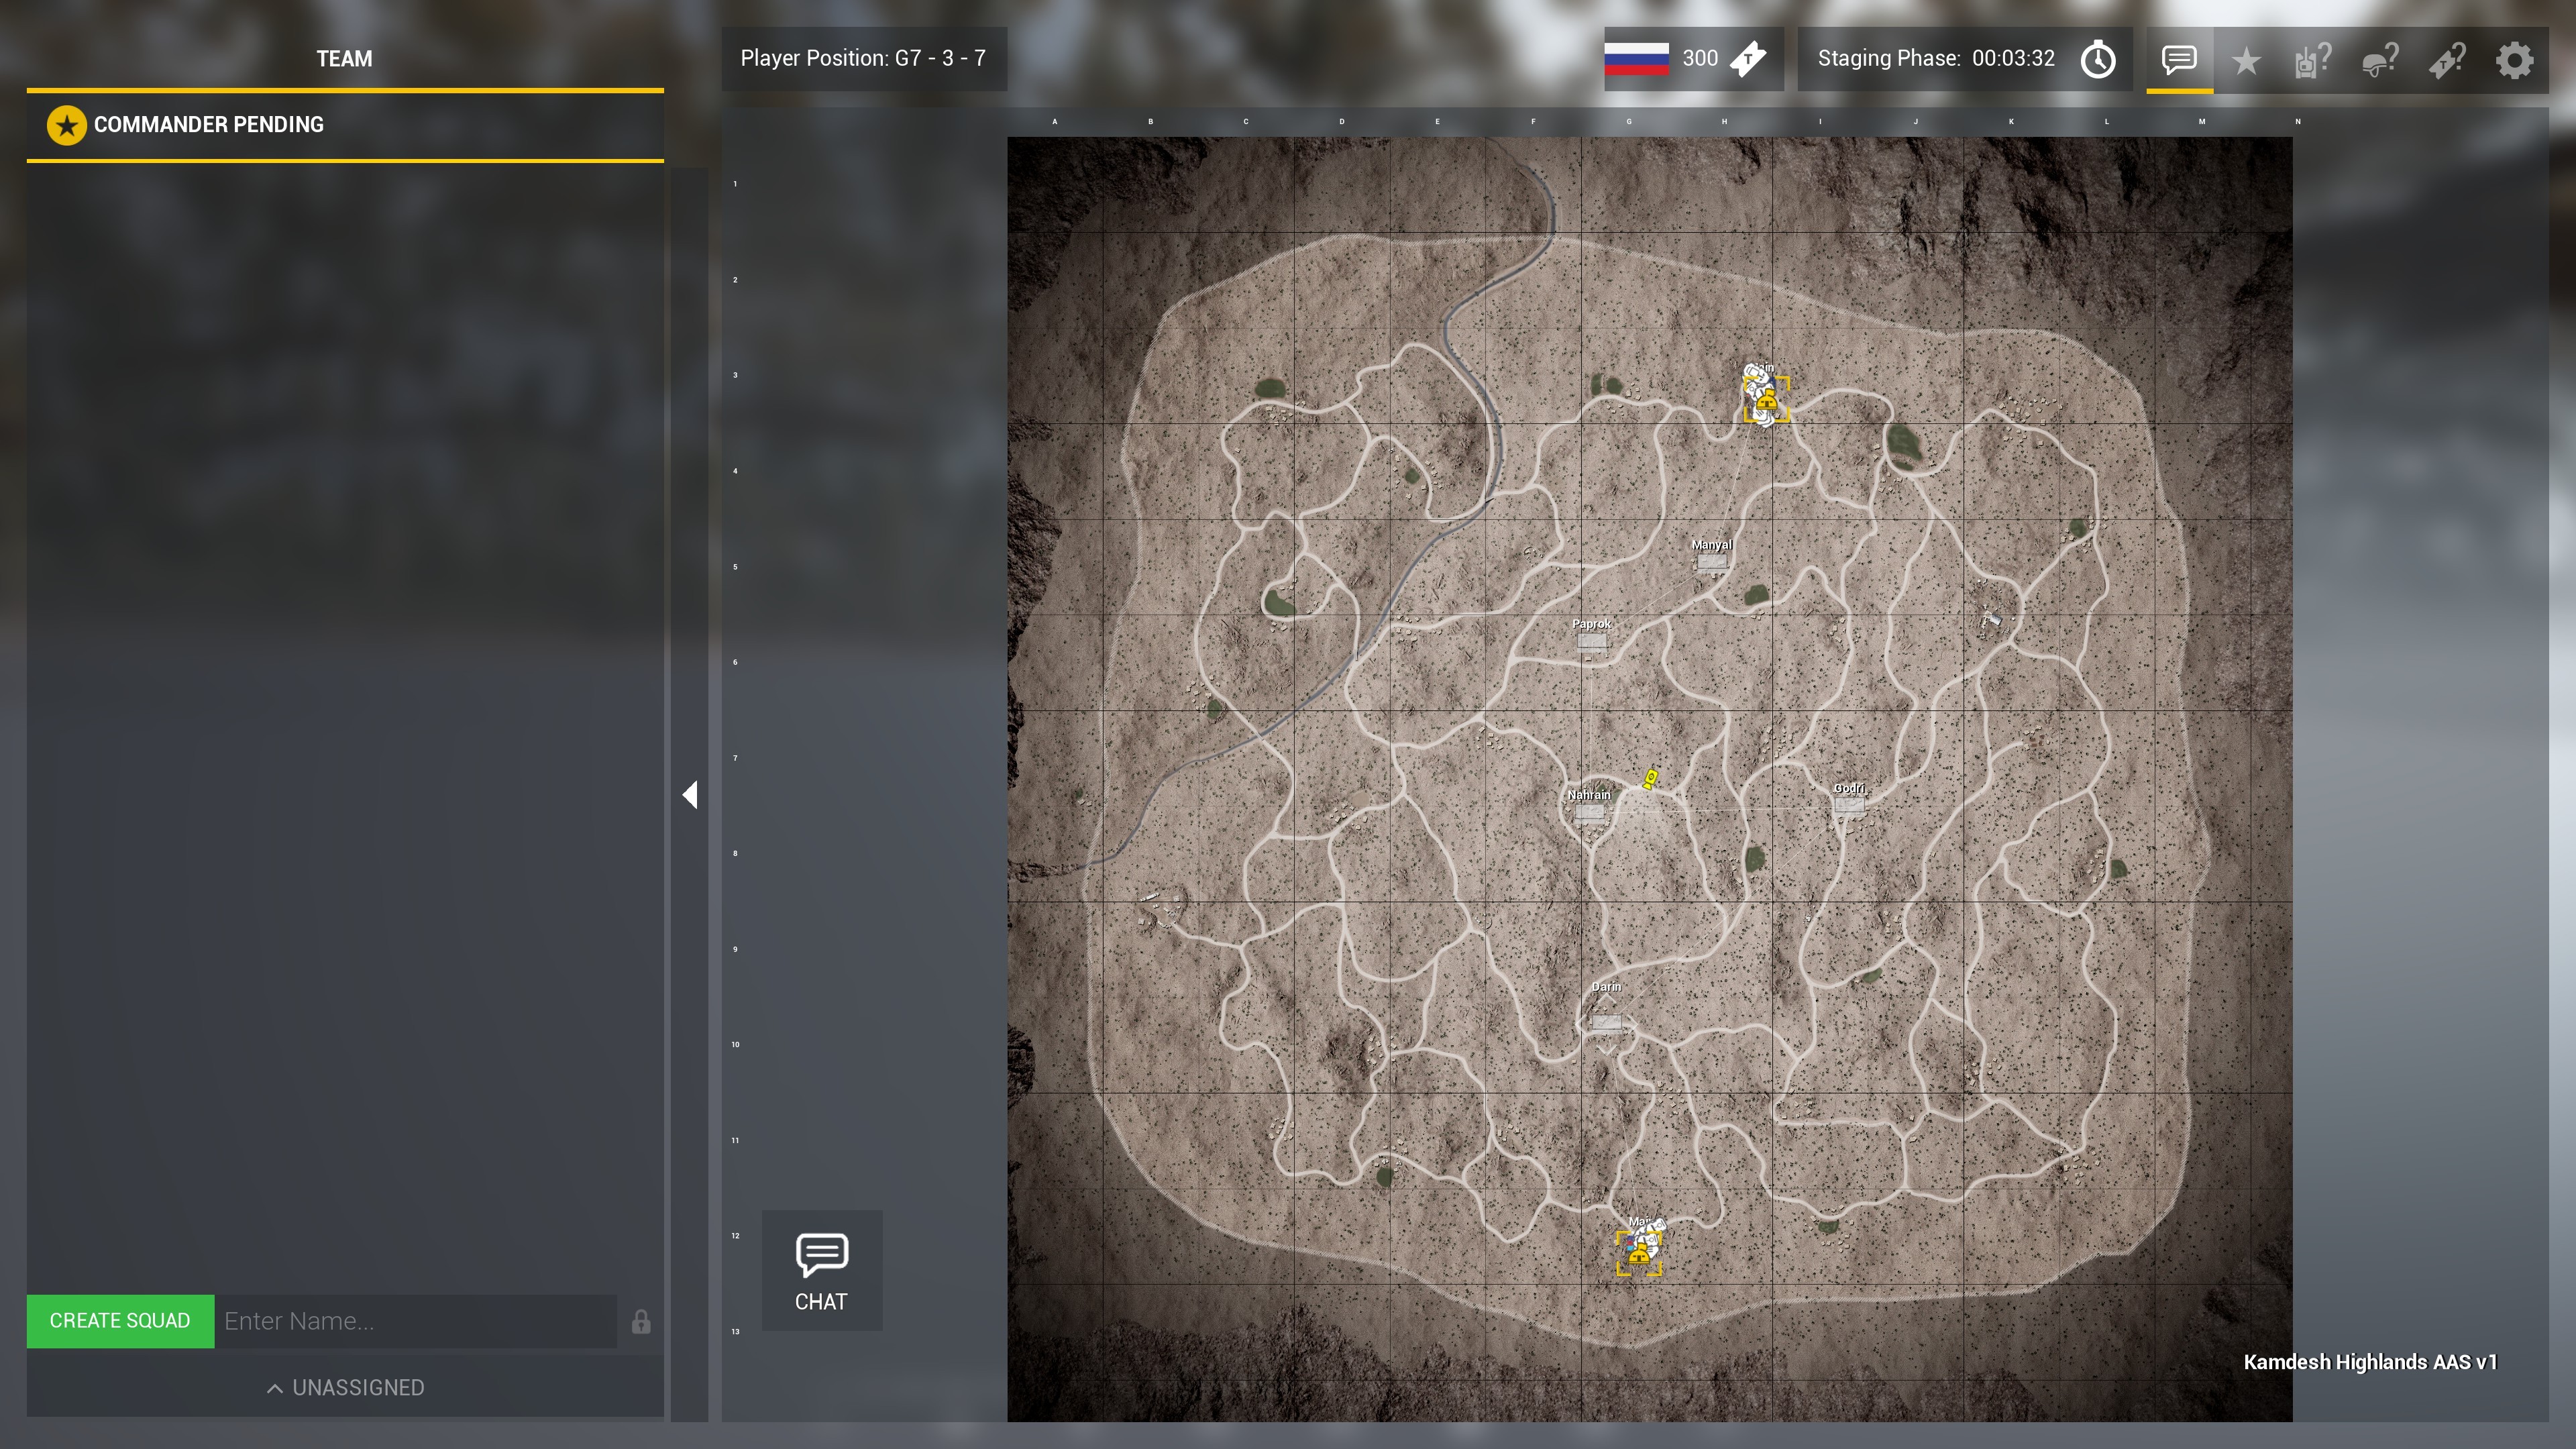 TEAM
Player Position: G7 - 3 - 7
300
T
Staging Phase: 00:03:32
?
?
T?
COMMANDER PENDING
A B C D E F G H I J K L M N
1
2
3
4
5
6
7
8
9
10
11
12
13
Manyal
Paprok
Nahrain
Godri
Darin
CHAT
CREATE SQUAD
Enter Name...
UNASSIGNED
Kamdesh Highlands AAS v1